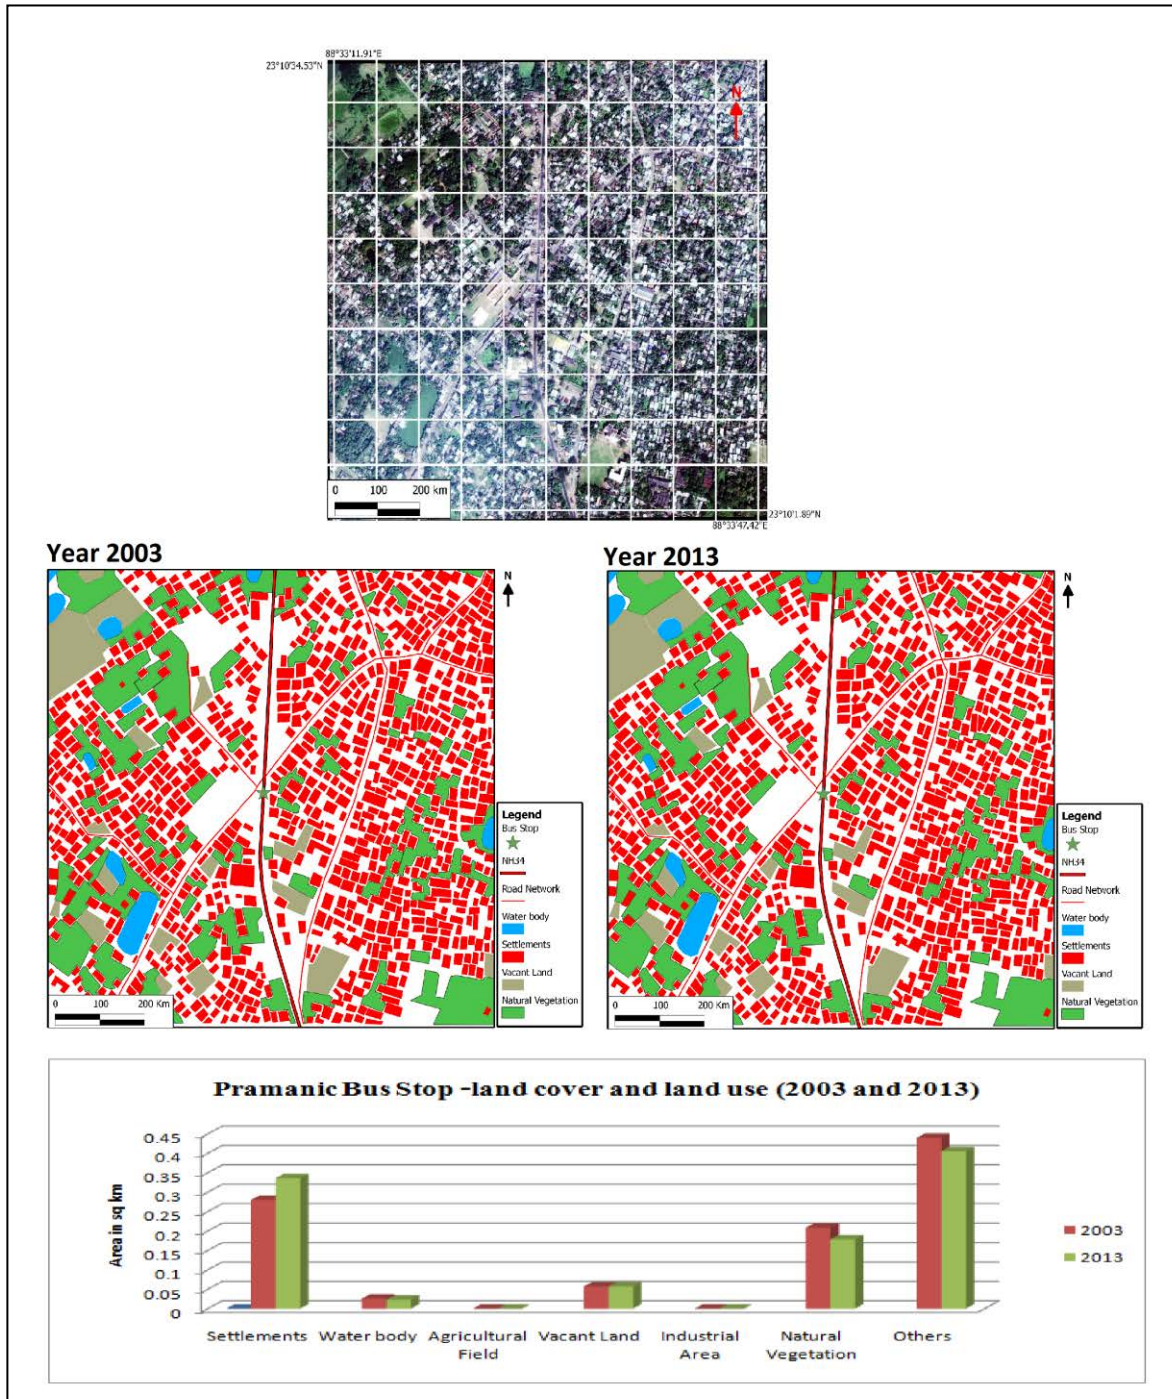 88°33'11.91"E
23°10'34.53"N
N
0 100 200 km
23°10'1.89"N
88°33'47.42"E
Year 2003
Year 2013
N
N
Legend
Bus Stop
NH34
Road Network
Water body
Settlements
Vacant Land
Natural Vegetation
0 100 200 Km
Legend
Bus Stop
NH34
Road Network
Water body
Settlements
Vacant Land
Natural Vegetation
0 100 200 Km
Pramanic Bus Stop -land cover and land use (2003 and 2013)
Area in sq km
0.45
0.4
0.35
0.3
0.25
0.2
0.15
0.1
0.05
0
Settlements
Water body
Agricultural
Field
Vacant Land
Industrial
Area
Natural
Vegetation
Others
2003
2013